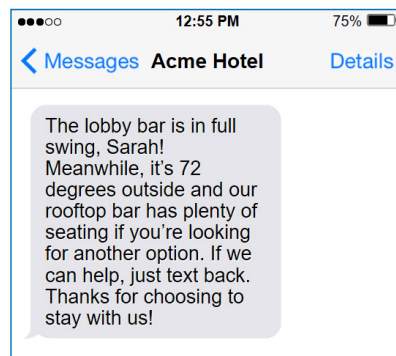 12:55 PM
75%
Messages Acme Hotel Details
The lobby bar is in full
swing, Sarah!
Meanwhile, it's 72
degrees outside and our
rooftop bar has plenty of
seating if you're looking
for another option. If we
can help, just text back.
Thanks for choosing to
stay with us!